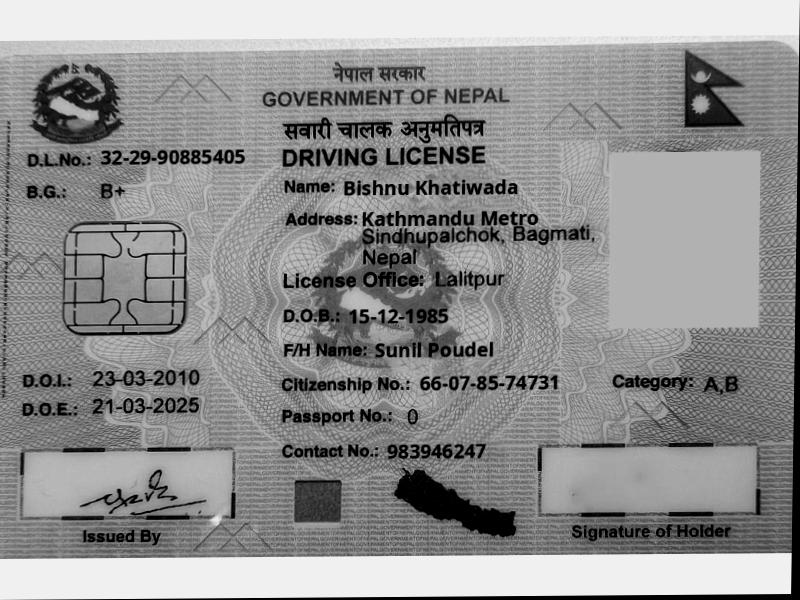 नेपाल सरकार
GOVERNMENT OF NEPAL
सवारी चालक अनुमतिपत्र
DRIVING LICENSE
D.L.No.: 32-29-90885405
B.G.: B+
Name: Bishnu Khatiwada
Address: Kathmandu Metro
Sindhupalchok, Bagmati,
Nepal
License Office: Lalitpur
D.O.B.: 15-12-1985
F/H Name: Sunil Poudel
D.O.I.: 23-03-2010
D.O.E.: 21-03-2025
Citizenship No.: 66-07-85-74731
Category: A,B
Passport No.: 0
Contact No.: 983946247
Issued By
Signature of Holder